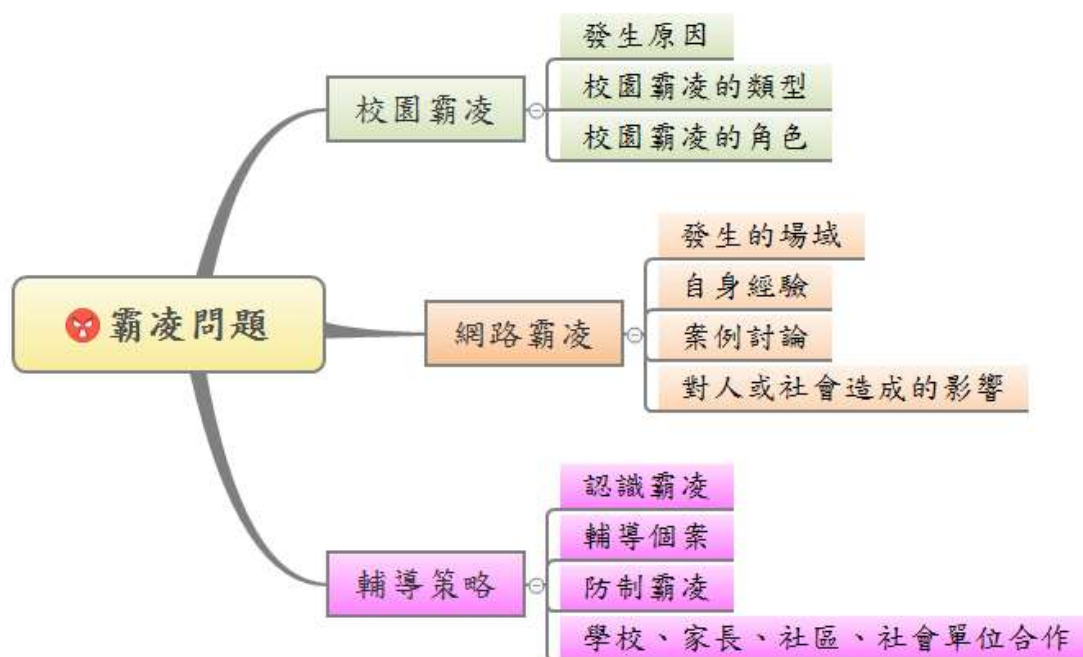 發生原因
校園霸凌的類型
校園霸凌的角色
校園霸凌
發生的場域
自身經驗
案例討論
對人或社會造成的影響
網路霸凌
霸凌問題
認識霸凌
輔導個案
防制霸凌
學校、家長、社區、社會單位合作
輔導策略